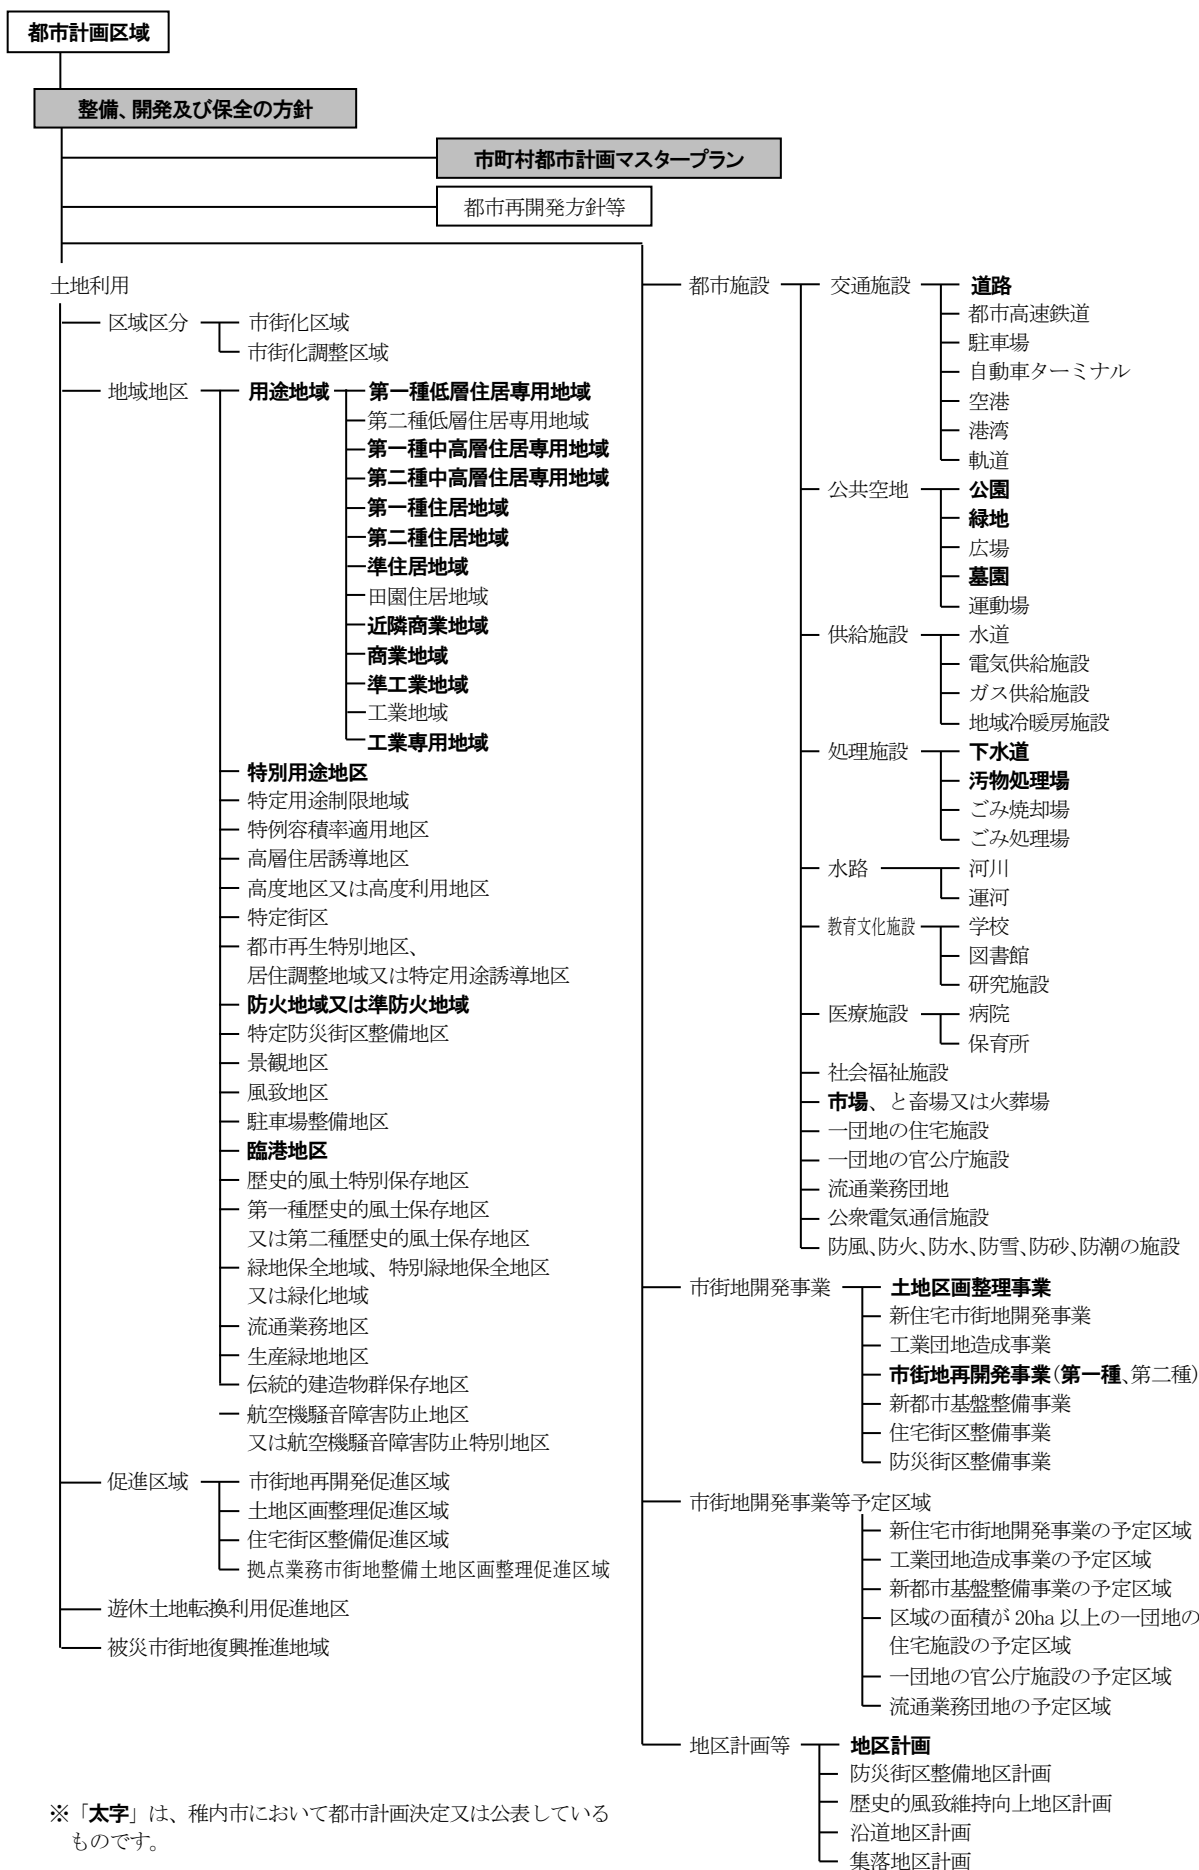 都市計画区域
整備、開発及び保全の方針
市町村都市計画マスタープラン
都市再開発方針等
土地利用
区域区分
市街化区域
市街化調整区域
地域地区
用途地域
第一種低層住居専用地域
第二種低層住居専用地域
第一種中高層住居専用地域
第二種中高層住居専用地域
第一種住居地域
第二種住居地域
準住居地域
田園住居地域
近隣商業地域
商業地域
準工業地域
工業地域
工業専用地域
特別用途地区
特定用途制限地域
特例容積率適用地区
高層住居誘導地区
高度地区又は高度利用地区
特定街区
都市再生特別地区、
居住調整地域又は特定用途誘導地区
防火地域又は準防火地域
特定防災街区整備地区
景観地区
風致地区
駐車場整備地区
臨港地区
歴史的風土特別保存地区
第一種歴史的風土保存地区
又は第二種歴史的風土保存地区
緑地保全地域、特別緑地保全地区
又は緑化地域
流通業務地区
生産緑地地区
伝統的建造物群保存地区
航空機騒音障害防止地区
又は航空機騒音障害防止特別地区
促進区域
市街地再開発促進区域
土地区画整理促進区域
住宅街区整備促進区域
拠点業務市街地整備土地区画整理促進区域
遊休土地転換利用促進地区
被災市街地復興推進地域
都市施設
交通施設
道路
都市高速鉄道
駐車場
自動車ターミナル
空港
港湾
軌道
公共空地
公園
緑地
広場
墓園
運動場
供給施設
水道
電気供給施設
ガス供給施設
地域冷暖房施設
処理施設
下水道
汚物処理場
ごみ焼却場
ごみ処理場
水路
河川
運河
教育文化施設
学校
図書館
研究施設
医療施設
病院
保育所
社会福祉施設
市場、と畜場又は火葬場
一団地の住宅施設
一団地の官公庁施設
流通業務団地
公衆電気通信施設
防風、防火、防水、防雪、防砂、防潮の施設
市街地開発事業
土地区画整理事業
新住宅市街地開発事業
工業団地造成事業
市街地再開発事業(第一種、第二種)
新都市基盤整備事業
住宅街区整備事業
防災街区整備事業
市街地開発事業等予定区域
新住宅市街地開発事業の予定区域
工業団地造成事業の予定区域
新都市基盤整備事業の予定区域
区域の面積が 20ha 以上の一団地の
住宅施設の予定区域
一団地の官公庁施設の予定区域
流通業務団地の予定区域
地区計画等
地区計画
防災街区整備地区計画
歴史的風致維持向上地区計画
沿道地区計画
集落地区計画
※「太字」は、稚内市において都市計画決定又は公表している
ものです。